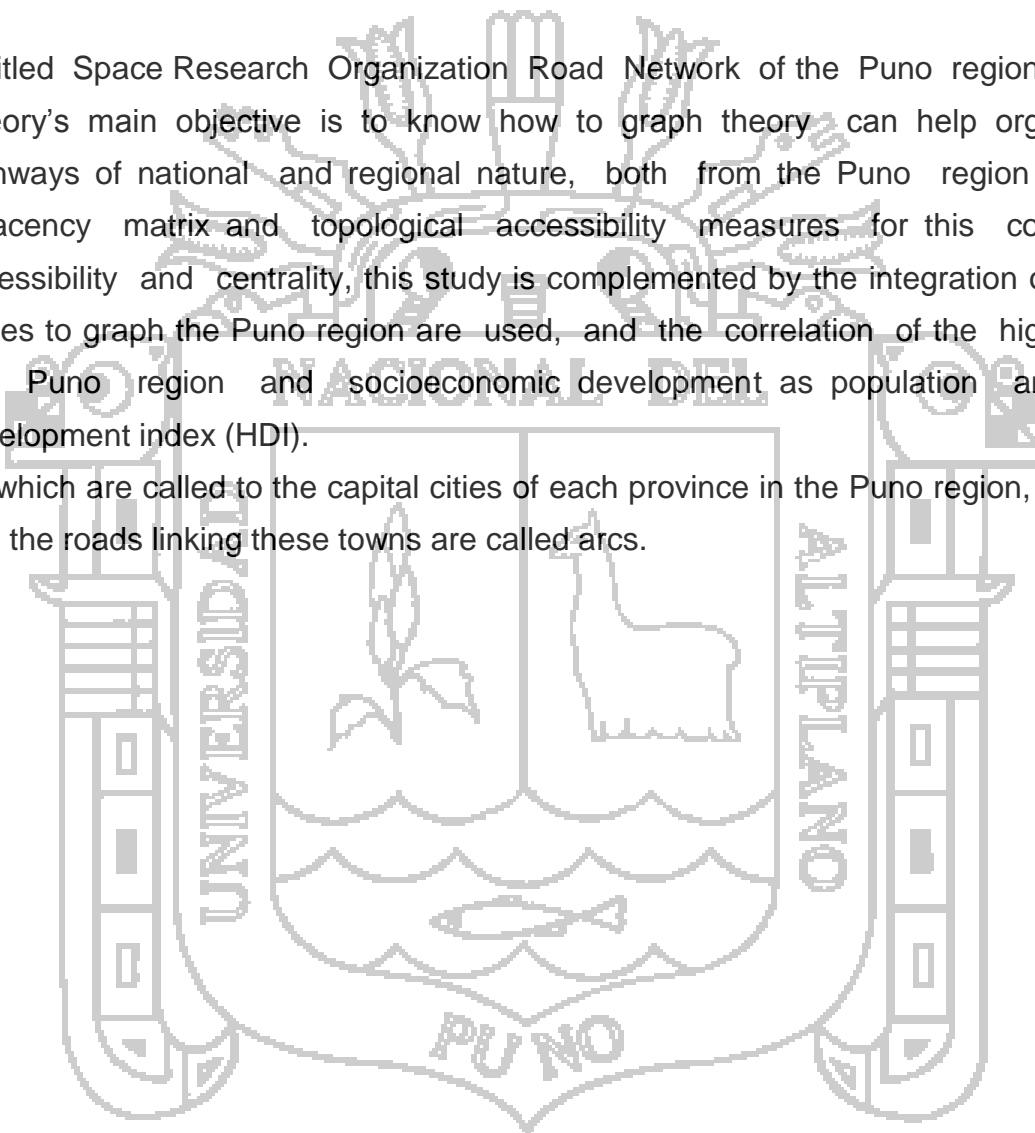 itled Space Research Organization Road Network of the Puno region
eory's main objective is to know how to graph theory can help org
ways of national and regional nature, both from the Puno region
acency matrix and topological accessibility measures for this co
essibility and centrality, this study is complemented by the integration
es to graph the Puno region are used, and the correlation of the hig
Puno region and socioeconomic development as population a
elopment index (HDI).
which are called to the capital cities of each province in the Puno region,
the roads linking these towns are called arcs.
NACIONAL DEL
UNIVERSIDAD
ALTIPLANO
PUNO